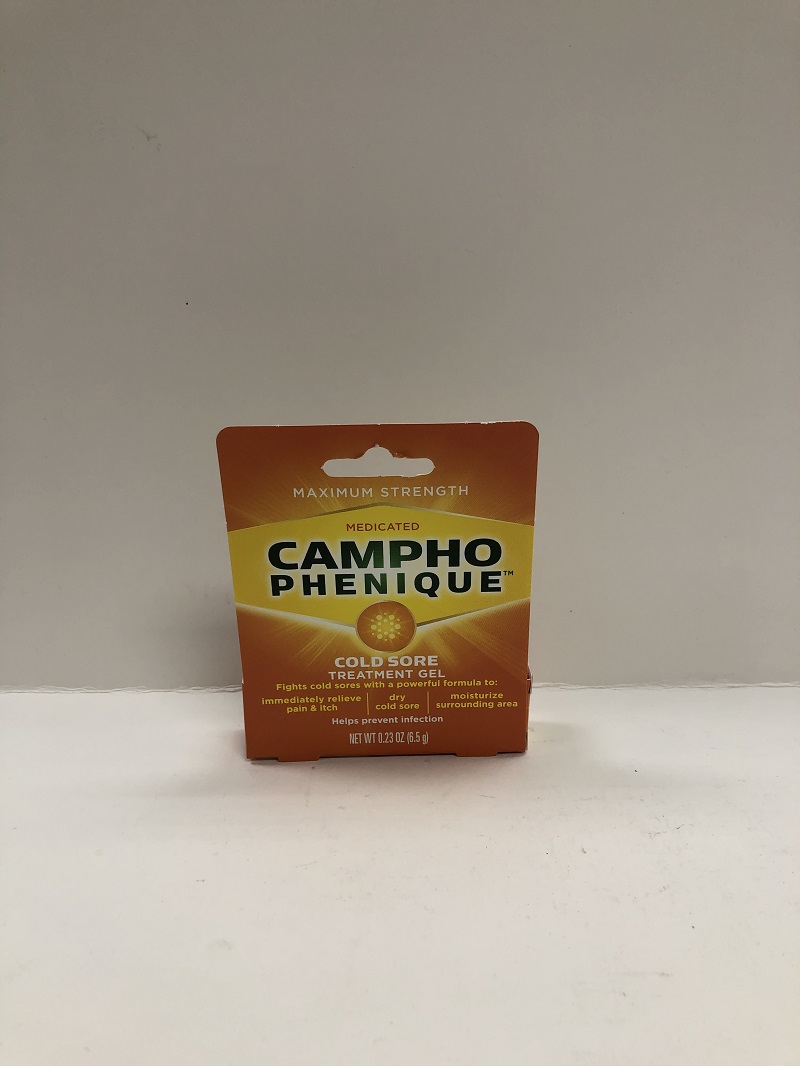 MAXIMUM STRENGTH
MEDICATED
CAMPHO
PHENIQUE™
COLD SORE
TREATMENT GEL
Fights cold sores with a powerful formula to:
immediately relieve
pain & itch
dry
cold sore
moisturize
surrounding area
Helps prevent infection
NET WT 0.23 OZ (6.5 g)